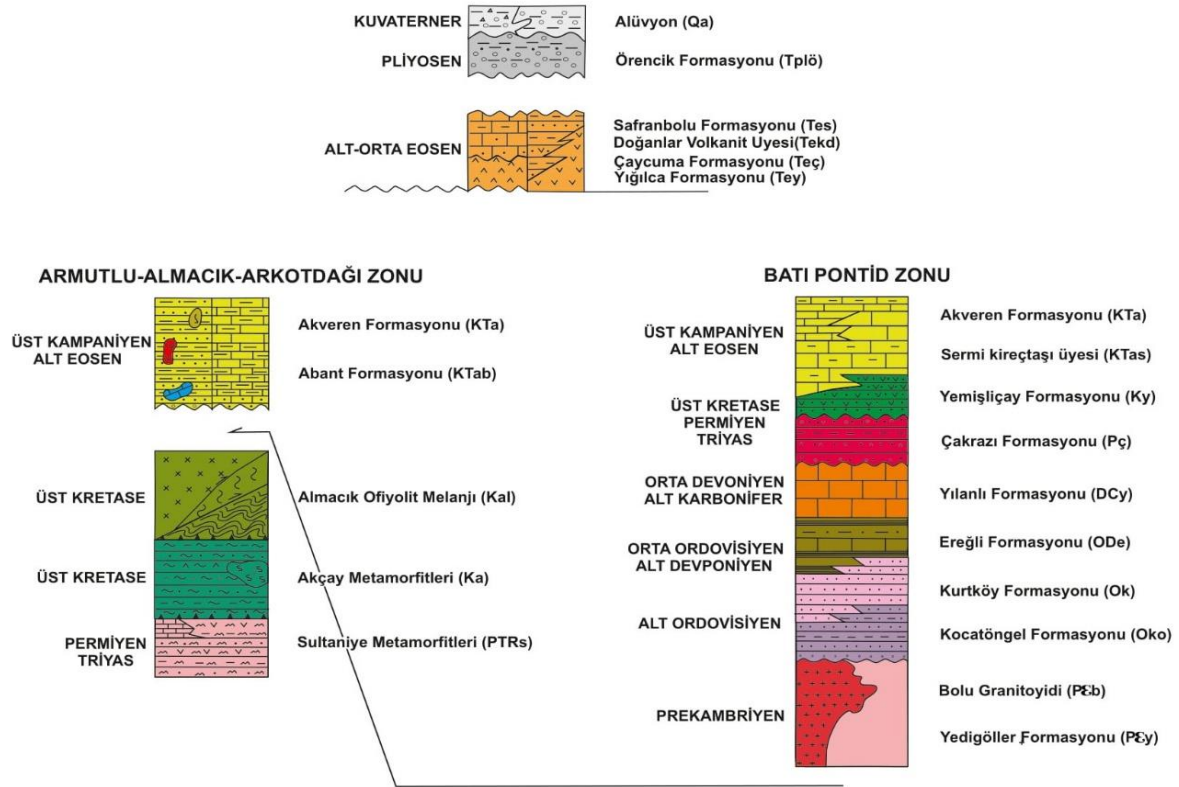 KUVATERNER
Alüvyon (Qa)
PLİYOSEN
Örencik Formasyonu (Tplö)
ALT-ORTA EOSEN
Safranbolu Formasyonu (Tes)
Doğanlar Volkanit Uyesi(Tekd)
Çaycuma Formasyonu (Teç)
Yığılca Formasyonu (Tey)
ARMUTLU-ALMACIK-ARKOTDAĞI ZONU
ÜST KAMPANİYEN
ALT EOSEN
Akveren Formasyonu (KTa)
Abant Formasyonu (KTab)
ÜST KRETASE
Almacık Ofiyolit Melanjı (Kal)
ÜST KRETASE
Akçay Metamorfitleri (Ka)
PERMİYEN
TRİYAS
Sultaniye Metamorfitleri (PTRs)
BATI PONTİD ZONU
ÜST KAMPANİYEN
ALT EOSEN
Akveren Formasyonu (KTa)
Sermi kireçtaşı üyesi (KTas)
ÜST KRETASE
PERMİYEN
TRİYAS
Yemişliçay Formasyonu (Ky)
Çakrazı Formasyonu (Pç)
ORTA DEVONİYEN
ALT KARBONİFER
Yılanlı Formasyonu (DCy)
ORTA ORDOVİSİYEN
ALT DEVPONİYEN
Ereğli Formasyonu (ODe)
Kurtköy Formasyonu (Ok)
ALT ORDOVİSİYEN
Kocatöngel Formasyonu (Oko)
PREKAMBRİYEN
Bolu Granitoyidi (PƐb)
Yedigöller Formasyonu (PƐy)